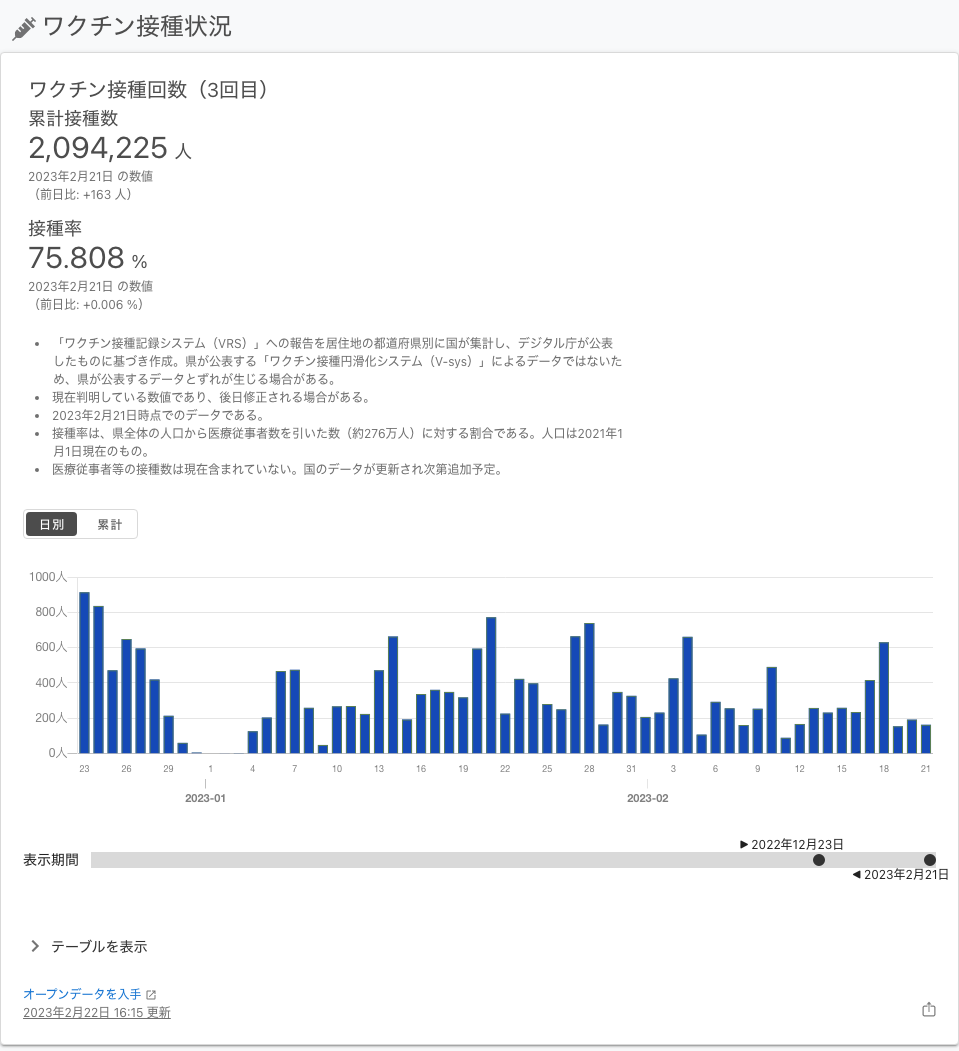 ワクチン接種状況
ワクチン接種回数（3回目）
累計接種数
2,094,225 人
2023年2月21日 の数値
（前日比: +163 人）
接種率
75.808 %
2023年2月21日 の数値
（前日比: +0.006 %）
• 「ワクチン接種記録システム（VRS）」への報告を居住地の都道府県別に国が集計し、デジタル庁が公表
したものに基づき作成。県が公表する「ワクチン接種円滑化システム（V-sys）」によるデータではないた
め、県が公表するデータとずれが生じる場合がある。
• 現在判明している数値であり、後日修正される場合がある。
• 2023年2月21日時点でのデータである。
• 接種率は、県全体の人口から医療従事者数を引いた数（約276万人）に対する割合である。人口は2021年1
月1日現在のもの。
• 医療従事者等の接種数は現在含まれていない。国のデータが更新され次第追加予定。
日別 累計
1000人
800人
600人
400人
200人
0人
23 26 29 1 4 7 10 13 16 19 22 25 28 31 3 6 9 12 15 18 21
2023-01 2023-02
▶ 2022年12月23日
表示期間
◀ 2023年2月21日
テーブルを表示
オープンデータを入手
2023年2月22日 16:15 更新